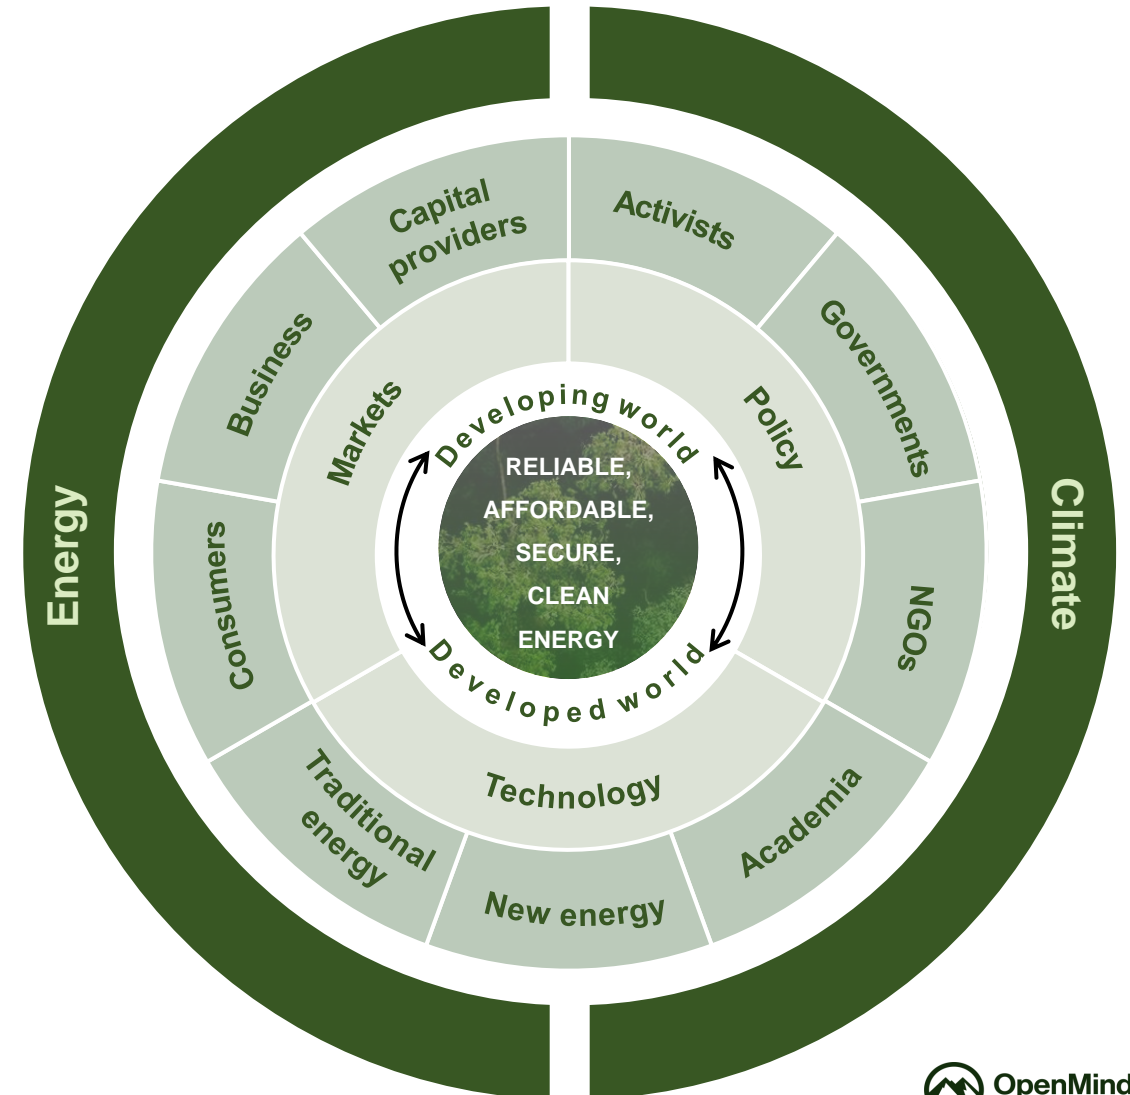 Energy
Climate
Capital
providers
Activists
Business
Governments
Consumers
NGOs
Traditional
energy
New energy
Academia
Markets
Policy
Technology
Developing world
RELIABLE,
AFFORDABLE,
SECURE,
CLEAN
ENERGY
Developed world
OpenMind